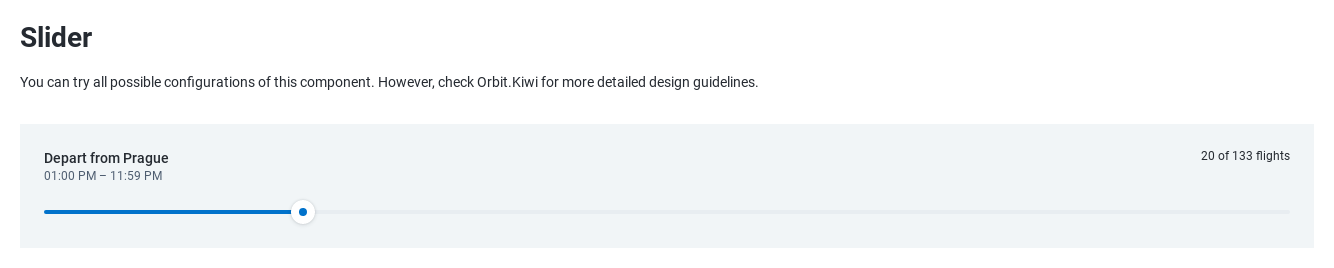 Slider
You can try all possible configurations of this component. However, check Orbit.Kiwi for more detailed design guidelines.
Depart from Prague
20 of 133 flights
01:00 PM – 11:59 PM